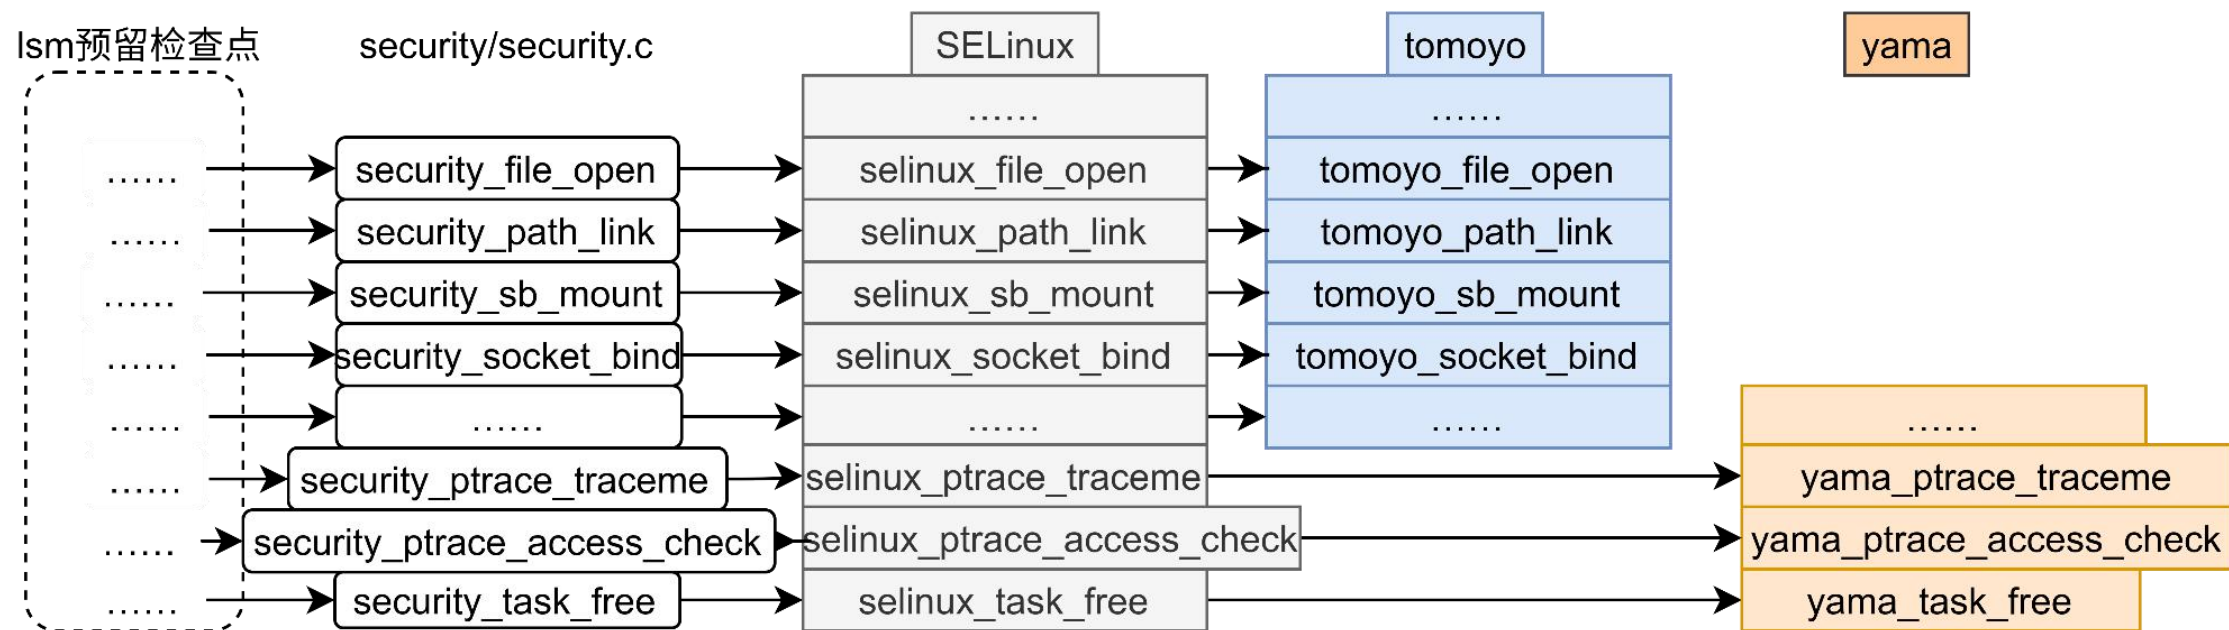 lsm预留检查点 security/security.c SELinux tomoyo yama
…… ……
…… security_file_open selinux_file_open tomoyo_file_open
…… security_path_link selinux_path_link tomoyo_path_link
…… security_sb_mount selinux_sb_mount tomoyo_sb_mount
…… security_socket_bind selinux_socket_bind tomoyo_socket_bind
…… …… …… …… ……
…… security_ptrace_traceme selinux_ptrace_traceme yama_ptrace_traceme
…… security_ptrace_access_check selinux_ptrace_access_check yama_ptrace_access_check
…… security_task_free selinux_task_free yama_task_free